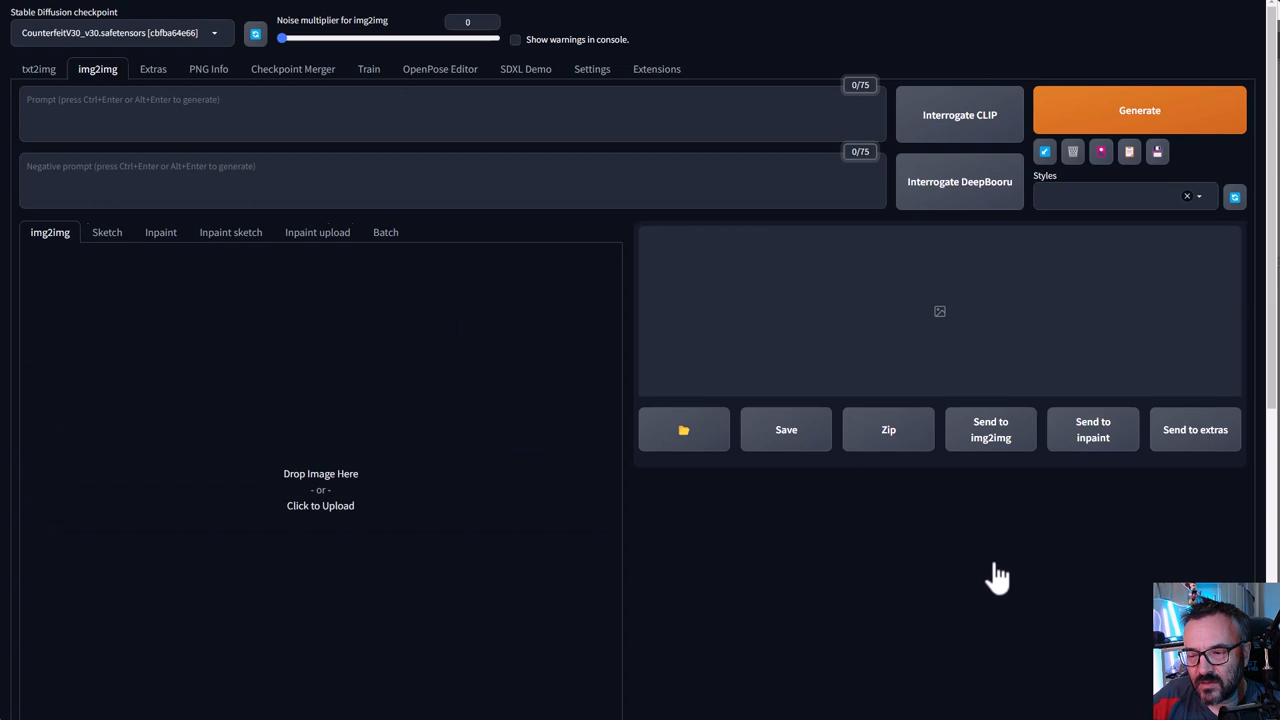 Stable Diffusion checkpoint
CounterfeitV30_v30.safetensors [cbfba64e66]
Noise multiplier for img2img
0
Show warnings in console.
txt2img
img2img
Extras
PNG Info
Checkpoint Merger
Train
OpenPose Editor
SDXL Demo
Settings
Extensions
Prompt (press Ctrl+Enter or Alt+Enter to generate)
0/75
Interrogate CLIP
Generate
Negative prompt (press Ctrl+Enter or Alt+Enter to generate)
0/75
Interrogate DeepBooru
Styles
img2img
Sketch
Inpaint
Inpaint sketch
Inpaint upload
Batch
Drop Image Here
- or -
Click to Upload
Save
Zip
Send to
img2img
Send to
inpaint
Send to extras